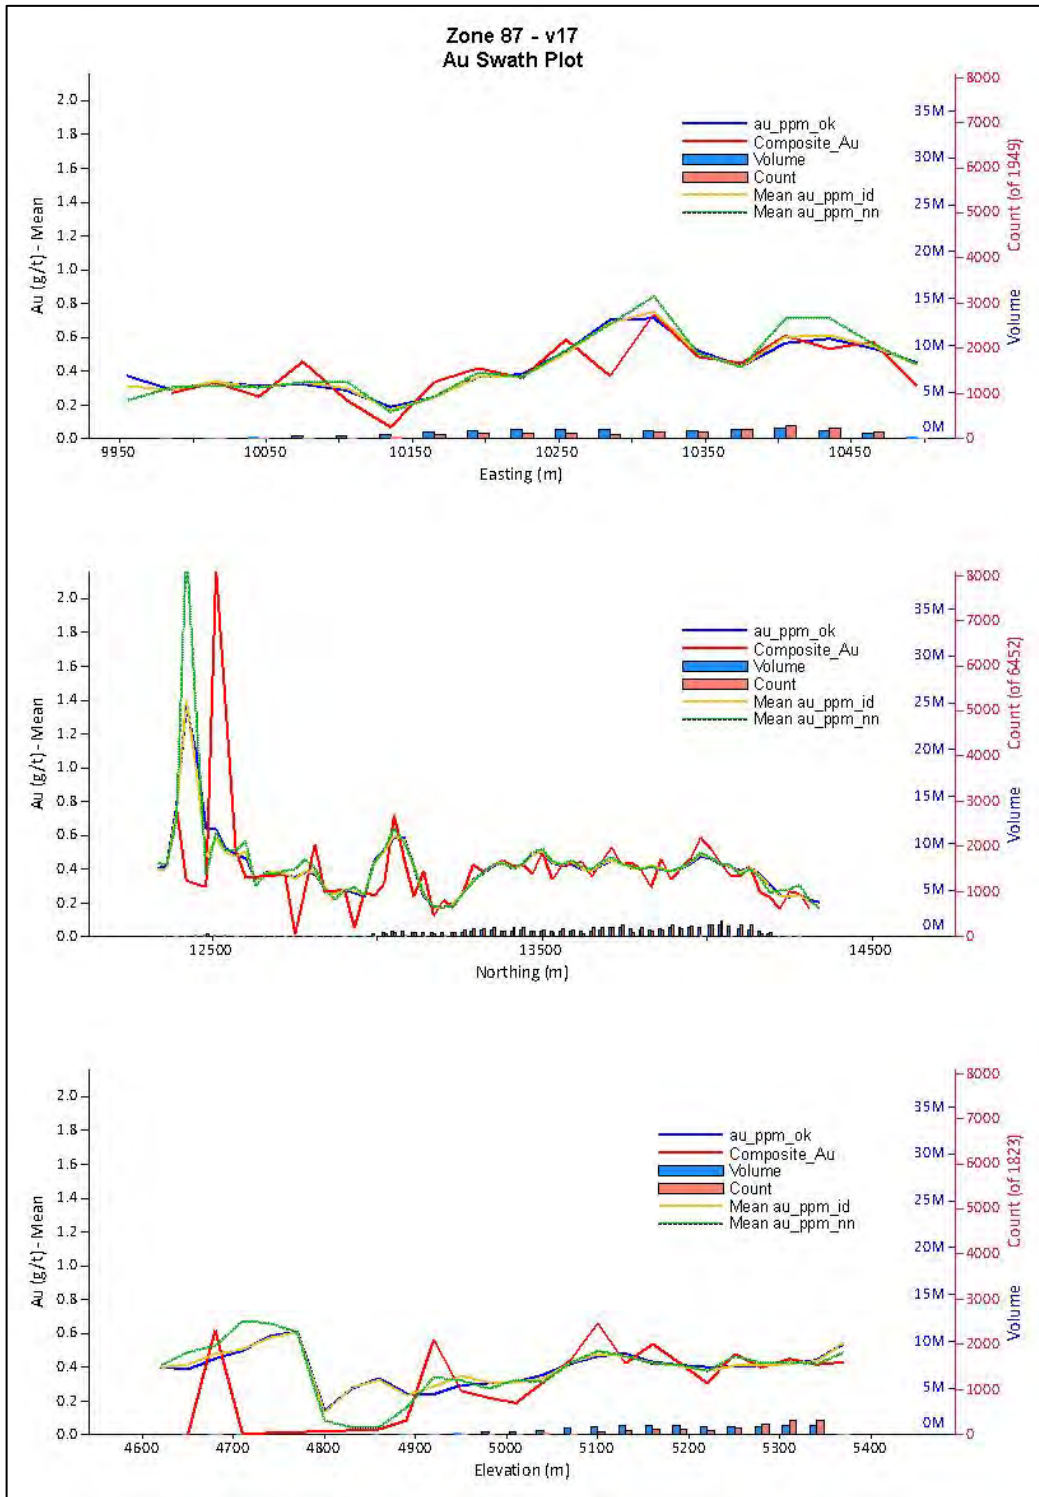 Zone 87 - v17
Au Swath Plot
2.0
1.8
1.6
1.4
1.2
1.0
0.8
0.6
0.4
0.2
0.0
Au (g/t) - Mean
au_ppm_ok
Composite_Au
Volume
Count
Mean au_ppm_id
Mean au_ppm_nn
35M
30M
25M
20M
15M
10M
5M
0M
Volume
8000
7000
6000
5000
4000
3000
2000
1000
0
Count (of 1949)
9950
10050
10150
10250
10350
10450
Easting (m)
2.0
1.8
1.6
1.4
1.2
1.0
0.8
0.6
0.4
0.2
0.0
Au (g/t) - Mean
au_ppm_ok
Composite_Au
Volume
Count
Mean au_ppm_id
Mean au_ppm_nn
35M
30M
25M
20M
15M
10M
5M
0M
Volume
8000
7000
6000
5000
4000
3000
2000
1000
0
Count (of 6452)
12500
13500
14500
Northing (m)
2.0
1.8
1.6
1.4
1.2
1.0
0.8
0.6
0.4
0.2
0.0
Au (g/t) - Mean
au_ppm_ok
Composite_Au
Volume
Count
Mean au_ppm_id
Mean au_ppm_nn
35M
30M
25M
20M
15M
10M
5M
0M
Volume
8000
7000
6000
5000
4000
3000
2000
1000
0
Count (of 1823)
4600
4700
4800
4900
5000
5100
5200
5300
5400
Elevation (m)